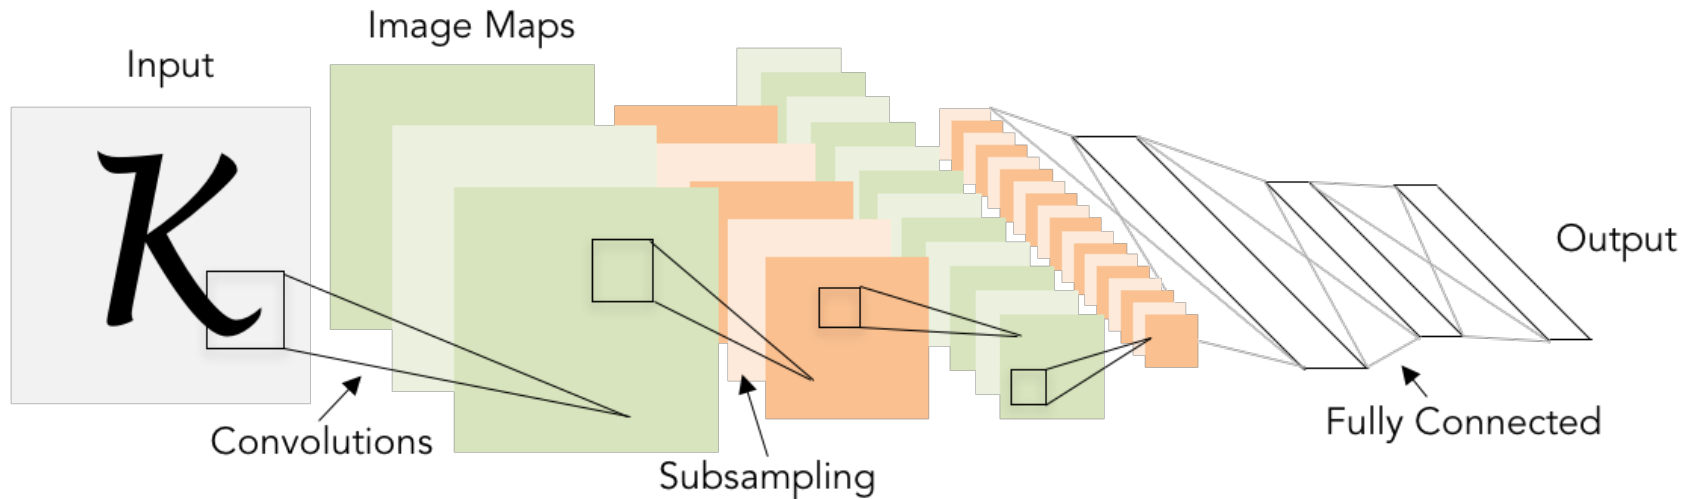 Image Maps
Input
K
Output
Convolutions
Subsampling
Fully Connected